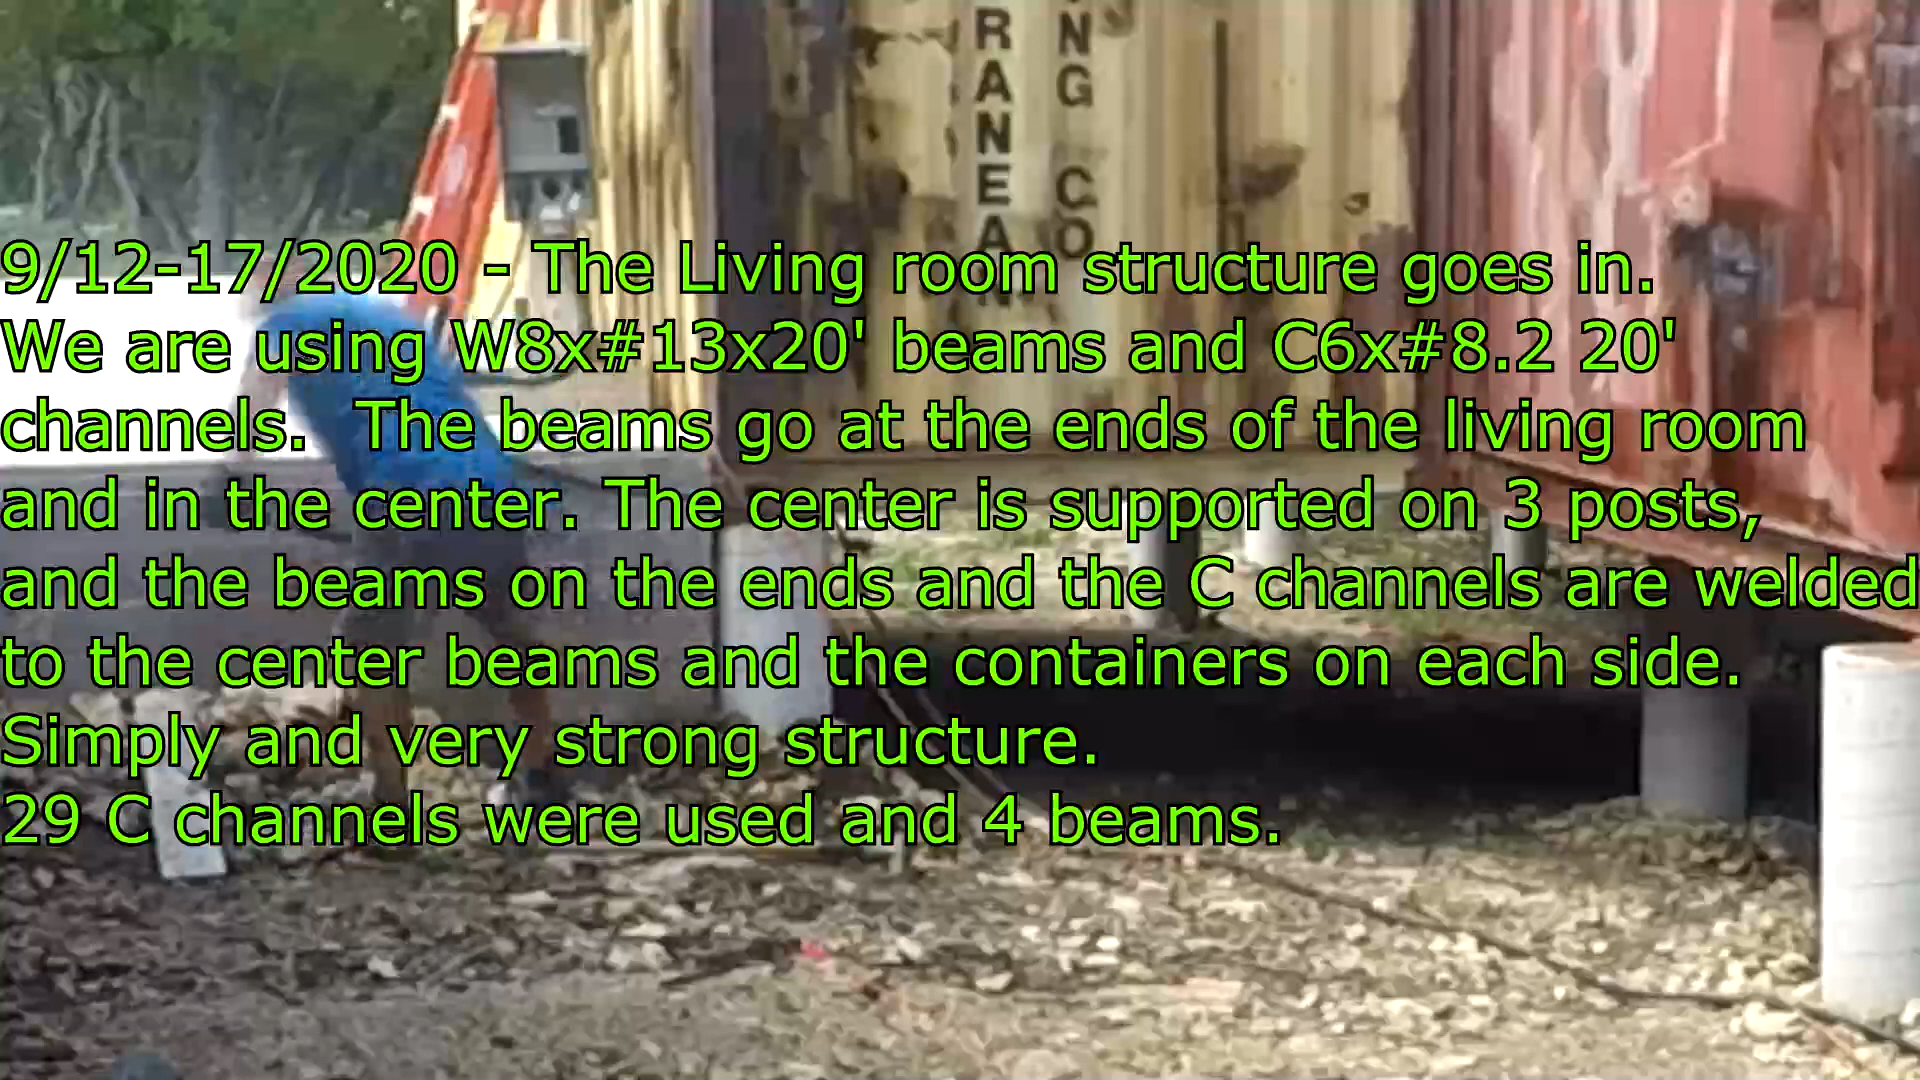 RANEAN
NG CO
9/12-17/2020 - The Living room structure goes in.
We are using W8x#13x20' beams and C6x#8.2 20'
channels.  The beams go at the ends of the living room
and in the center. The center is supported on 3 posts,
and the beams on the ends and the C channels are welded
to the center beams and the containers on each side.
Simply and very strong structure.
29 C channels were used and 4 beams.